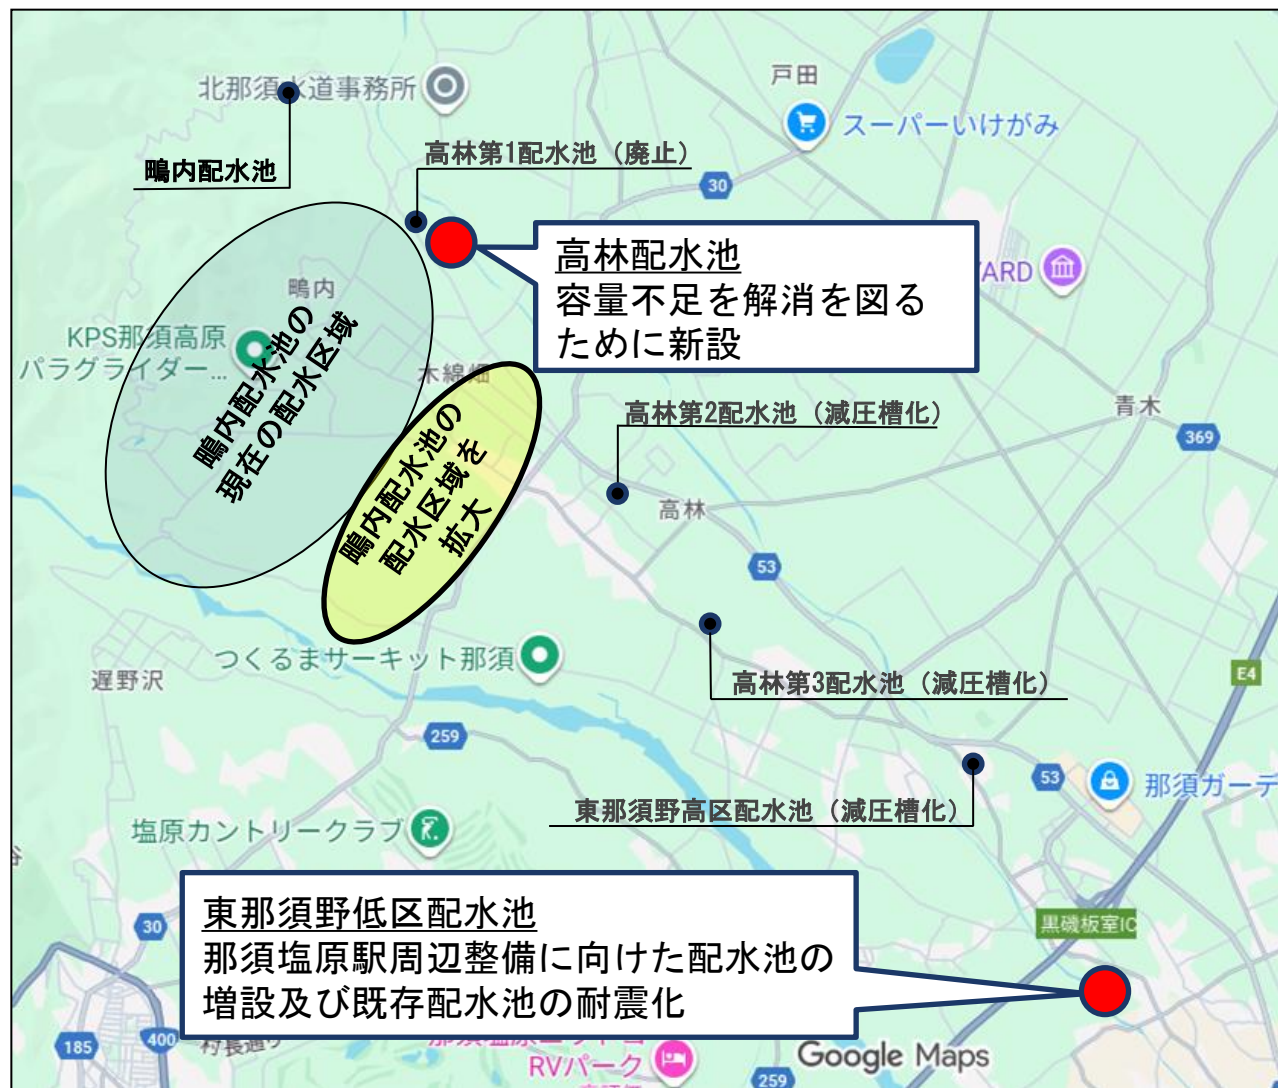 戸田
北那須水道事務所
スーパーいけがみ
高林第1配水池（廃止）
鴫内配水池
30
高林配水池
容量不足を解消を図る
ために新設
ARD
鴫内
KPS那須高原
パラグライダー...
鴫内配水池の
現在の配水区域
木綿畑
高林第2配水池（減圧槽化）
青木
369
鴫内配水池の
配水区域を
拡大
高林
53
つくるまサーキット那須
遅野沢
高林第3配水池（減圧槽化）
E4
259
53
那須ガーデ
東那須野高区配水池（減圧槽化）
塩原カントリークラブ
谷
東那須野低区配水池
那須塩原駅周辺整備に向けた配水池の
増設及び既存配水池の耐震化
30
黒磯板室IC
185
400
村長通り
RVパーク
Google Maps
259